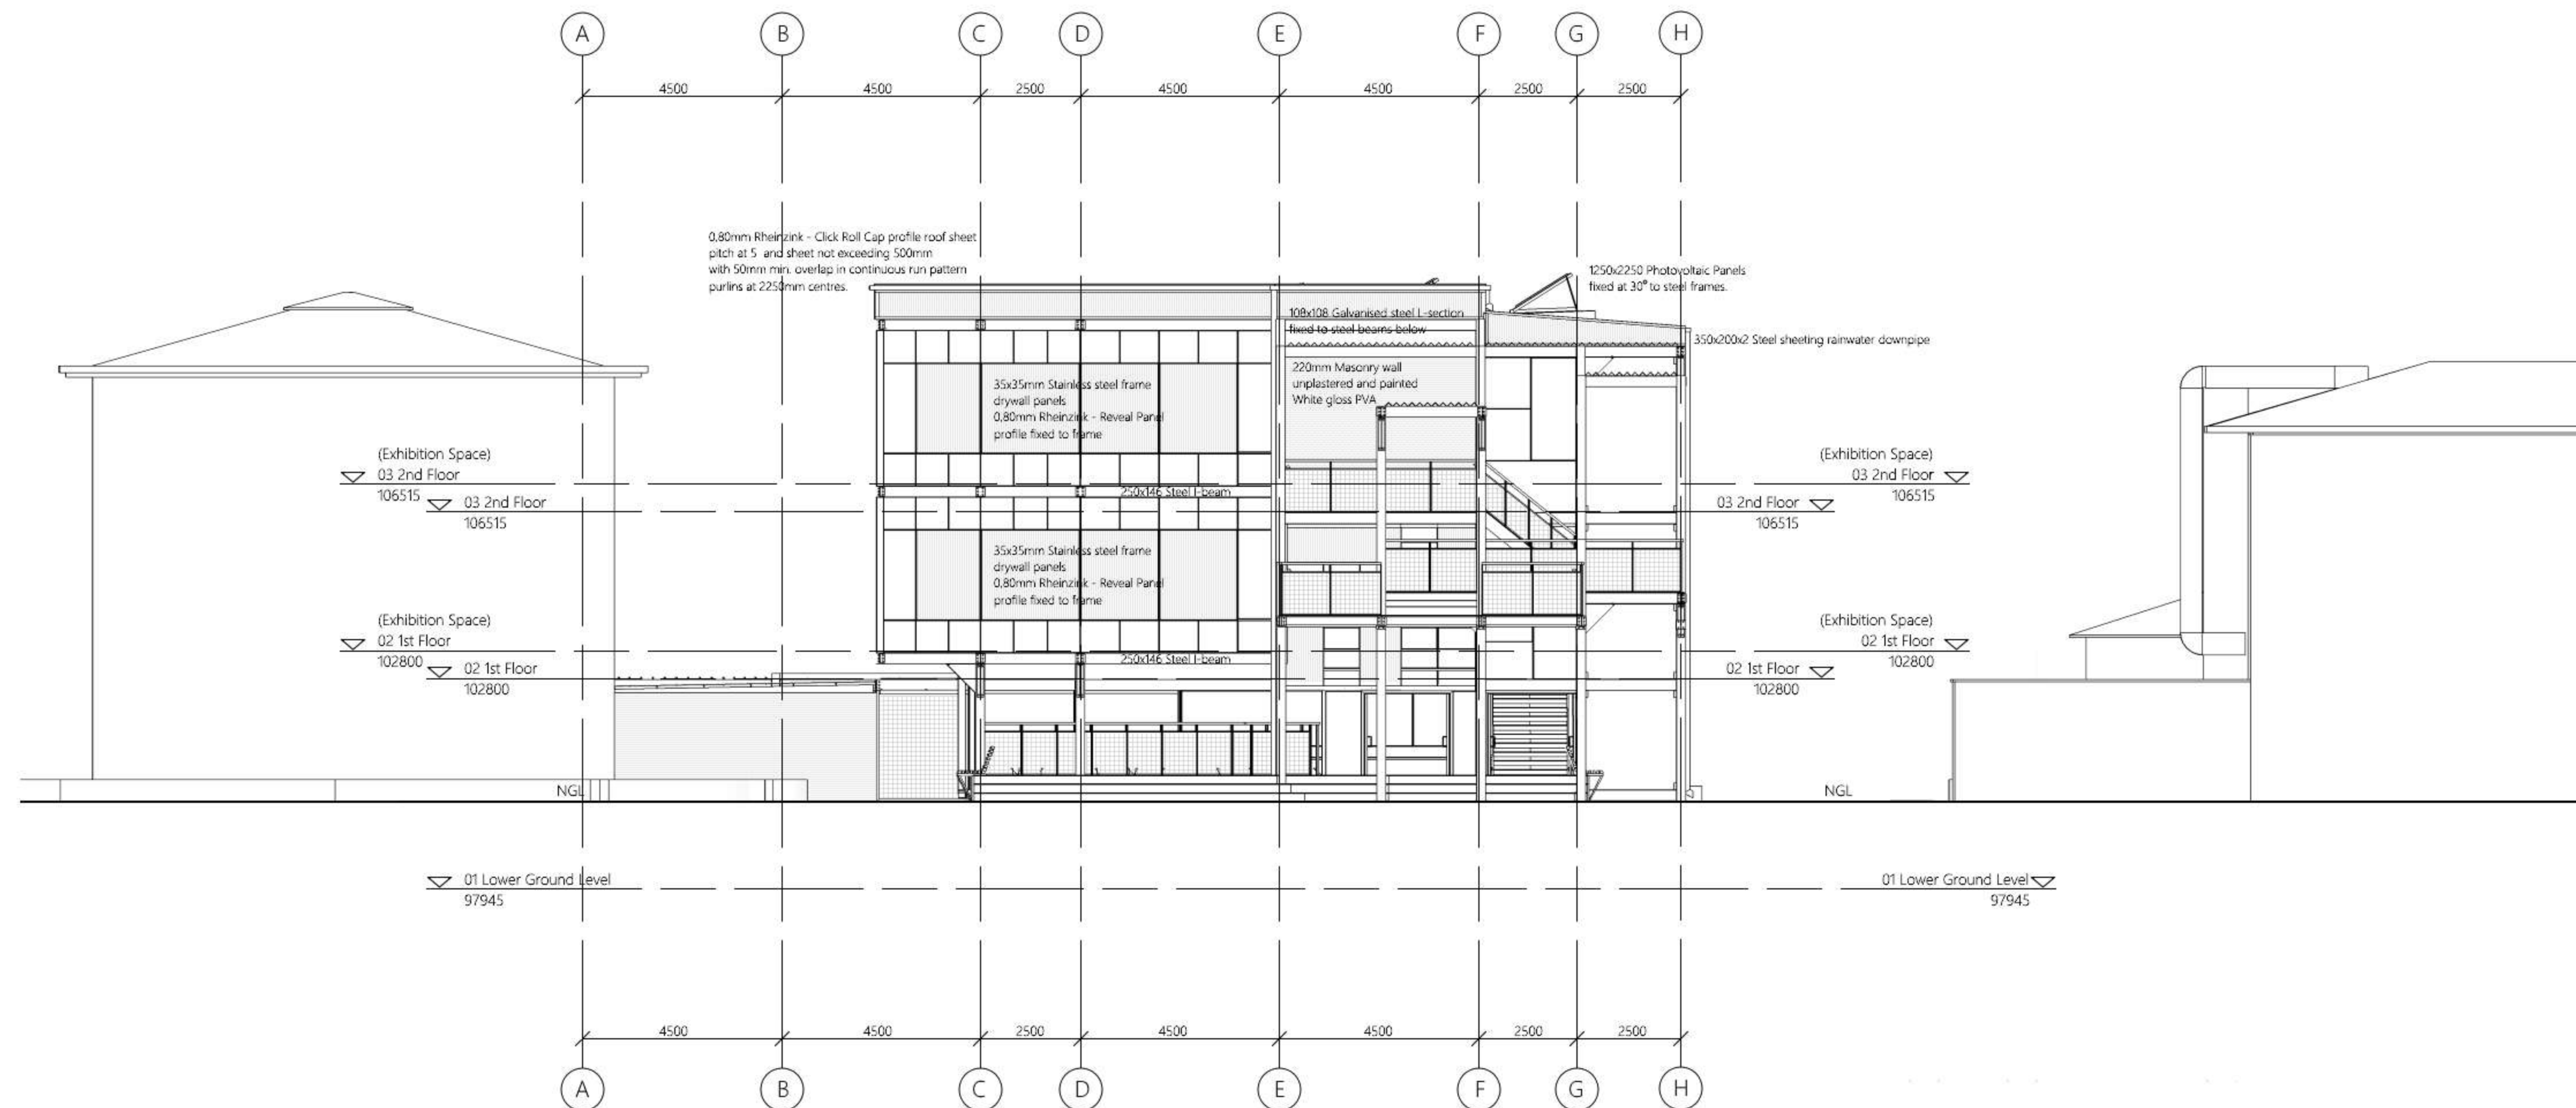 A B C D E F G H
4500 4500 2500 4500 4500 2500 2500
0,80mm Rheinzink - Click Roll Cap profile roof sheet
pitch at 5 and sheet not exceeding 500mm
with 50mm min. overlap in continuous run pattern
purlins at 2250mm centres.
1250x2250 Photovoltaic Panels
fixed at 30° to steel frames.
108x108 Galvanised steel L-section
fixed to steel beams below
350x200x2 Steel sheeting rainwater downpipe
220mm Masonry wall
unplastered and painted
White gloss PVA
35x35mm Stainless steel frame
drywall panels
0,80mm Rheinzink - Reveal Panel
profile fixed to frame
(Exhibition Space)
03 2nd Floor
106515
03 2nd Floor
106515
250x146 Steel I-beam
(Exhibition Space)
03 2nd Floor
106515
03 2nd Floor
106515
35x35mm Stainless steel frame
drywall panels
0,80mm Rheinzink - Reveal Panel
profile fixed to frame
(Exhibition Space)
02 1st Floor
102800
02 1st Floor
102800
250x146 Steel I-beam
(Exhibition Space)
02 1st Floor
102800
02 1st Floor
102800
NGL
NGL
01 Lower Ground Level
97945
01 Lower Ground Level
97945
4500 4500 2500 4500 4500 2500 2500
A B C D E F G H